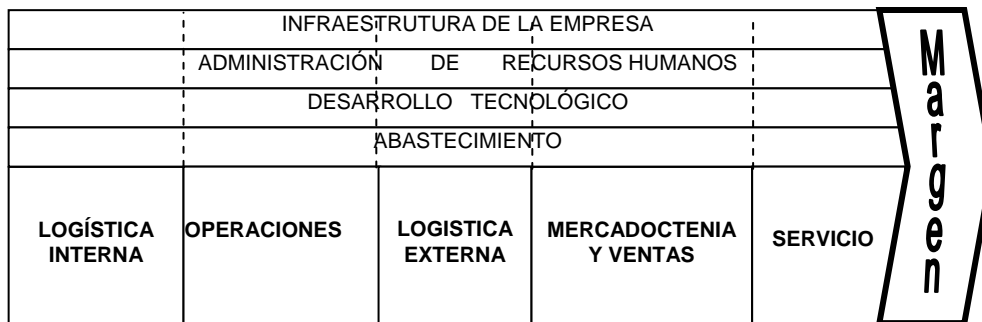 INFRAESTRUTURA DE LA EMPRESA
ADMINISTRACIÓN DE RECURSOS HUMANOS
DESARROLLO TECNOLÓGICO
ABASTECIMIENTO
LOGÍSTICA
INTERNA
OPERACIONES
LOGISTICA
EXTERNA
MERCADOCTENIA
Y VENTAS
SERVICIO
Margen